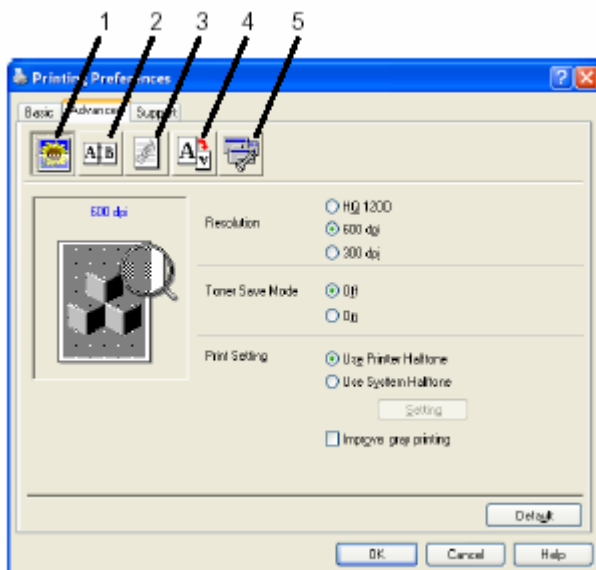 1 2 3 4 5
Printing Preferences
Basic Advanced Support
A B A v
600 dpi
Resolution
HQ 1200
600 dpi
300 dpi
Toner Save Mode
Off
On
Print Setting
Use Printer Halftone
Use System Halftone
Setting
Improve gray printing
Default
OK Cancel Help